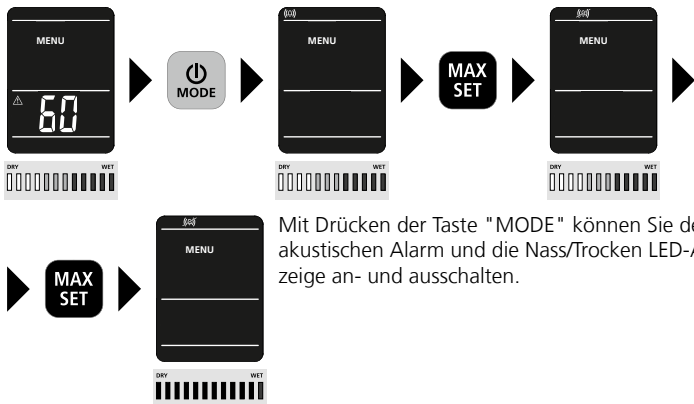 MENU
60
DRY WET
MODE
MENU
DRY WET
MAX
SET
MENU
DRY WET
MAX
SET
MENU
DRY WET
Mit Drücken der Taste "MODE" können Sie de
akustischen Alarm und die Nass/Trocken LED-A
zeige an- und ausschalten.